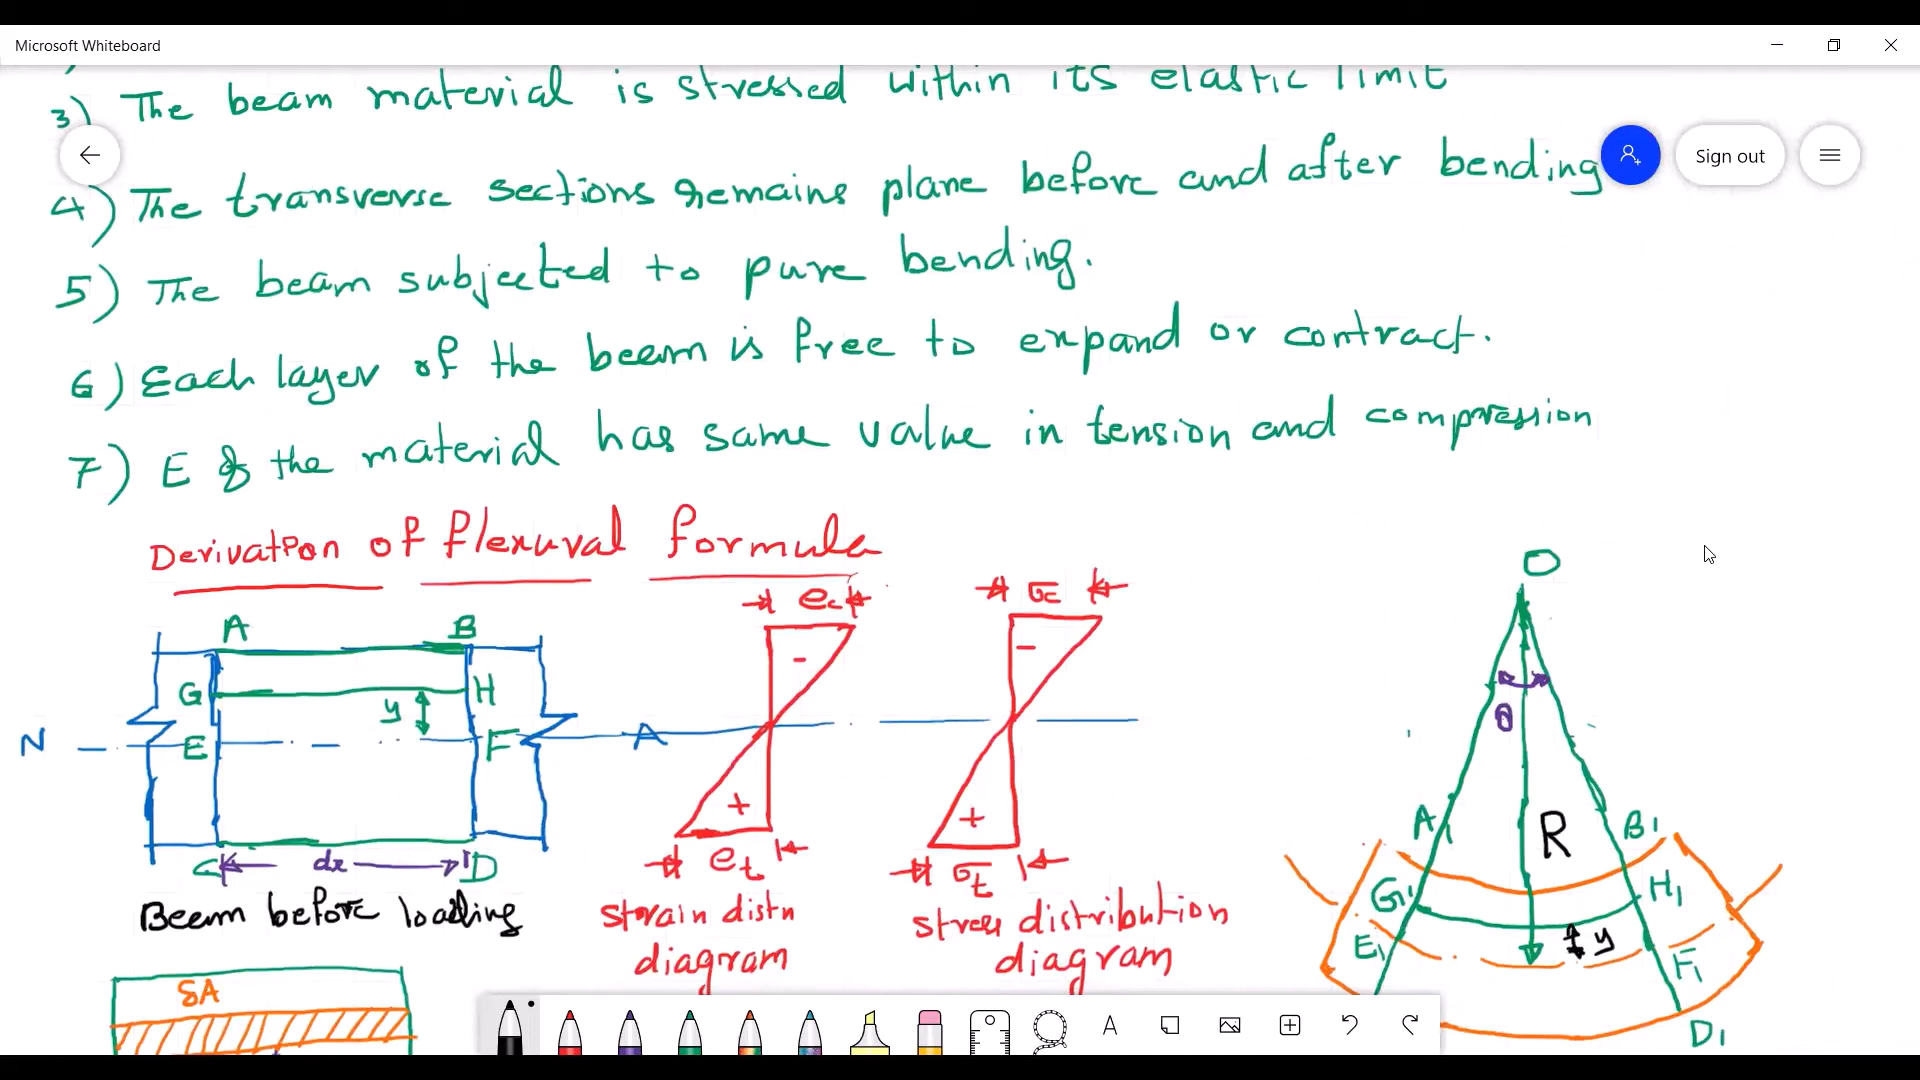 Microsoft Whiteboard
3) The beam material is stressed within its elastic limit
4) The transverse sections remains plane before and after bending
Sign out
5) The beam subjected to pure bending.
6) Each layer of the beam is free to expand or contract.
7) E of the material has same value in tension and compression
Derivation of flexural formula
A B
G H
y
N E F A
C dx D
Beam before loading
δA
ec
-
+
et
strain distn
diagram
σc
-
+
σt
stress distribution
diagram
O
θ
A1 R B1
G1 H1
E1 y F1
D1